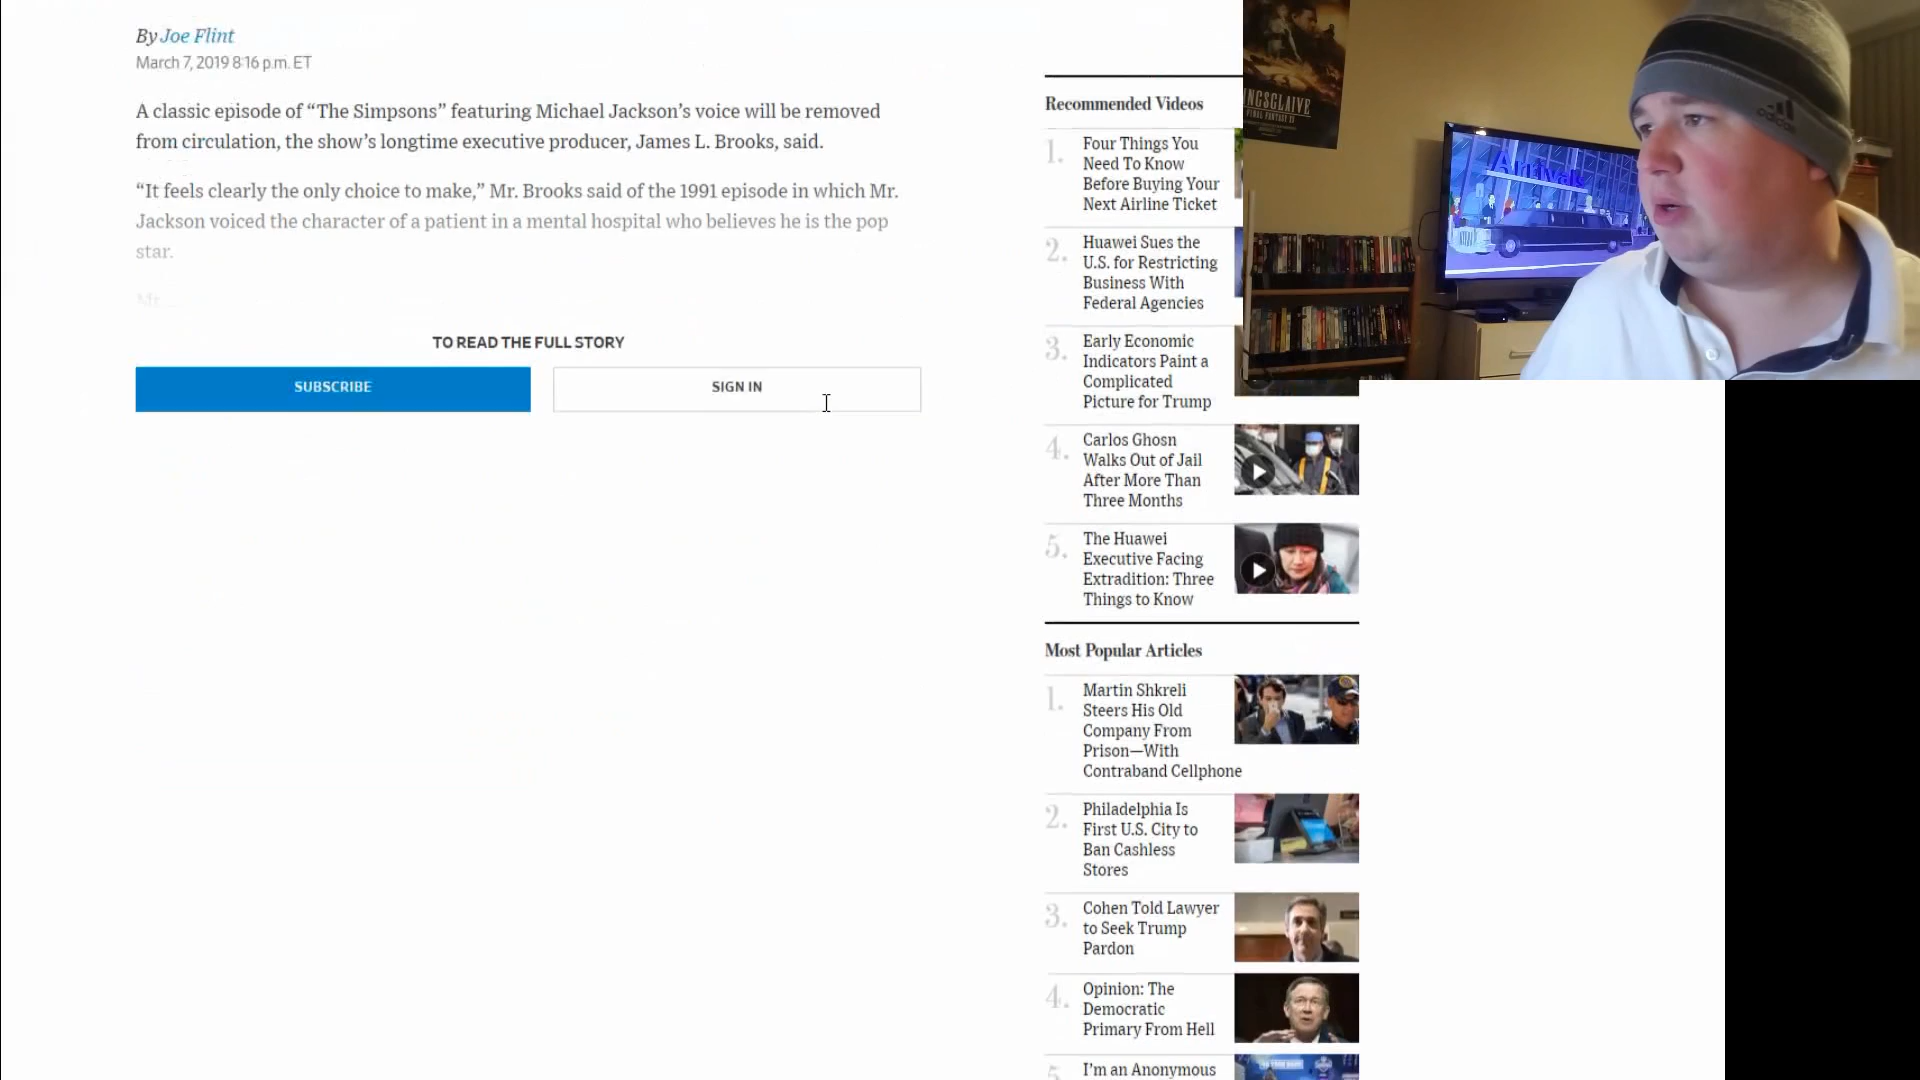 By Joe Flint
March 7, 2019 8:16 p.m. ET
A classic episode of “The Simpsons” featuring Michael Jackson’s voice will be removed
from circulation, the show’s longtime executive producer, James L. Brooks, said.
“It feels clearly the only choice to make,” Mr. Brooks said of the 1991 episode in which Mr.
Jackson voiced the character of a patient in a mental hospital who believes he is the pop
star.
Mr.
TO READ THE FULL STORY
SUBSCRIBE
SIGN IN
Recommended Videos
1.
Four Things You
Need To Know
Before Buying Your
Next Airline Ticket
2.
Huawei Sues the
U.S. for Restricting
Business With
Federal Agencies
3.
Early Economic
Indicators Paint a
Complicated
Picture for Trump
4.
Carlos Ghosn
Walks Out of Jail
After More Than
Three Months
5.
The Huawei
Executive Facing
Extradition: Three
Things to Know
Most Popular Articles
1.
Martin Shkreli
Steers His Old
Company From
Prison—With
Contraband Cellphone
2.
Philadelphia Is
First U.S. City to
Ban Cashless
Stores
3.
Cohen Told Lawyer
to Seek Trump
Pardon
4.
Opinion: The
Democratic
Primary From Hell
5.
I’m an Anonymous
NGSGLAIVE
FINAL FANTASY XV
Arrivals
adidas